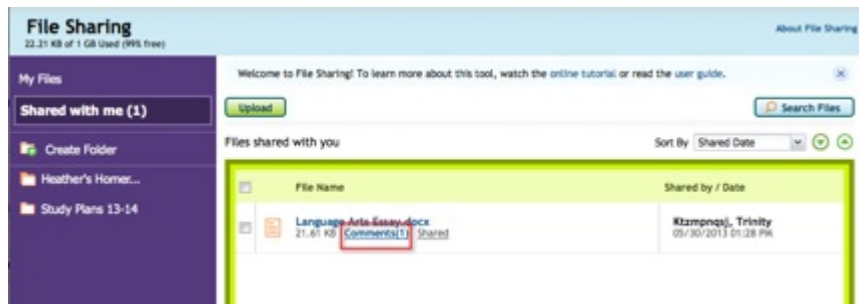 File Sharing
22.21 KB of 1 GB Used (99% free)
About File Sharing
My Files
Shared with me (1)
Create Folder
Heather's Homer...
Study Plans 13-14
Welcome to File Sharing! To learn more about this tool, watch the online tutorial or read the user guide.
Upload
Search Files
Files shared with you
Sort By Shared Date
File Name
Shared by / Date
Language Arts Essay.docx
21.61 KB Comments(1) Shared
Ktzmpnqsj, Trinity
05/30/2013 01:28 PM